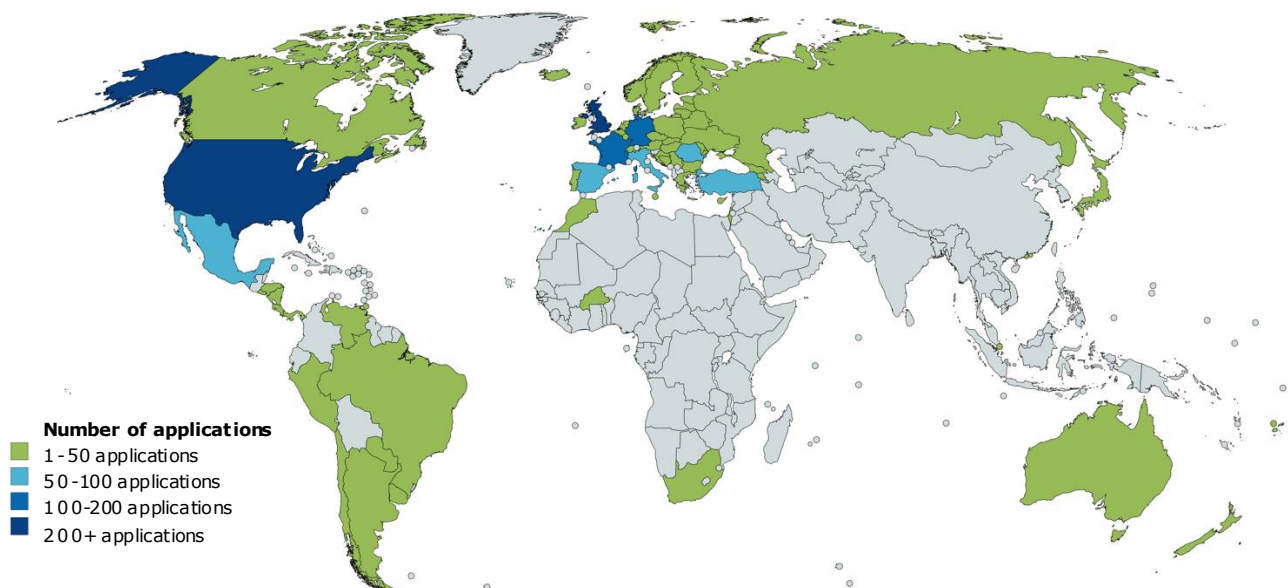 Number of applications
1-50 applications
50-100 applications
100-200 applications
200+ applications